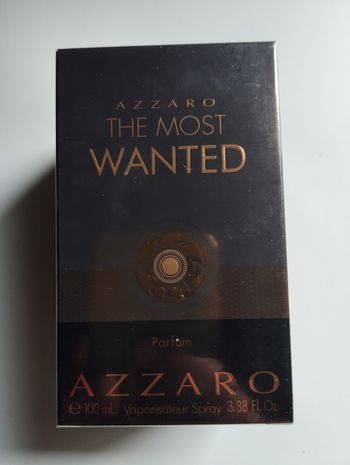 AZZARO
THE MOST
WANTED
Parfum
AZZARO
e 100 mL Vaporisateur Spray 3.38 FL.Oz.